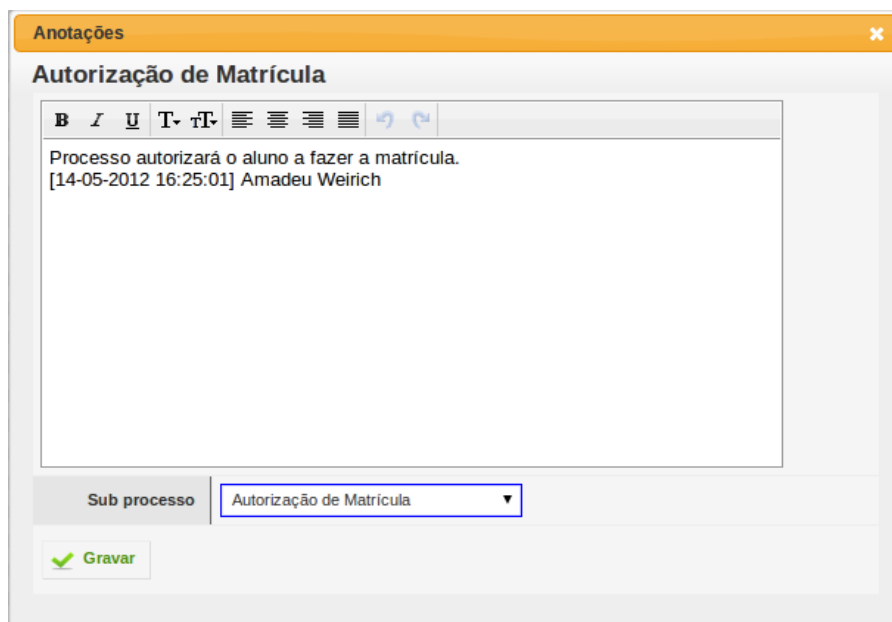 Anotações
Autorização de Matrícula
B I U T TT
Processo autorizará o aluno a fazer a matrícula.
[14-05-2012 16:25:01] Amadeu Weirich
Sub processo Autorização de Matrícula
Gravar